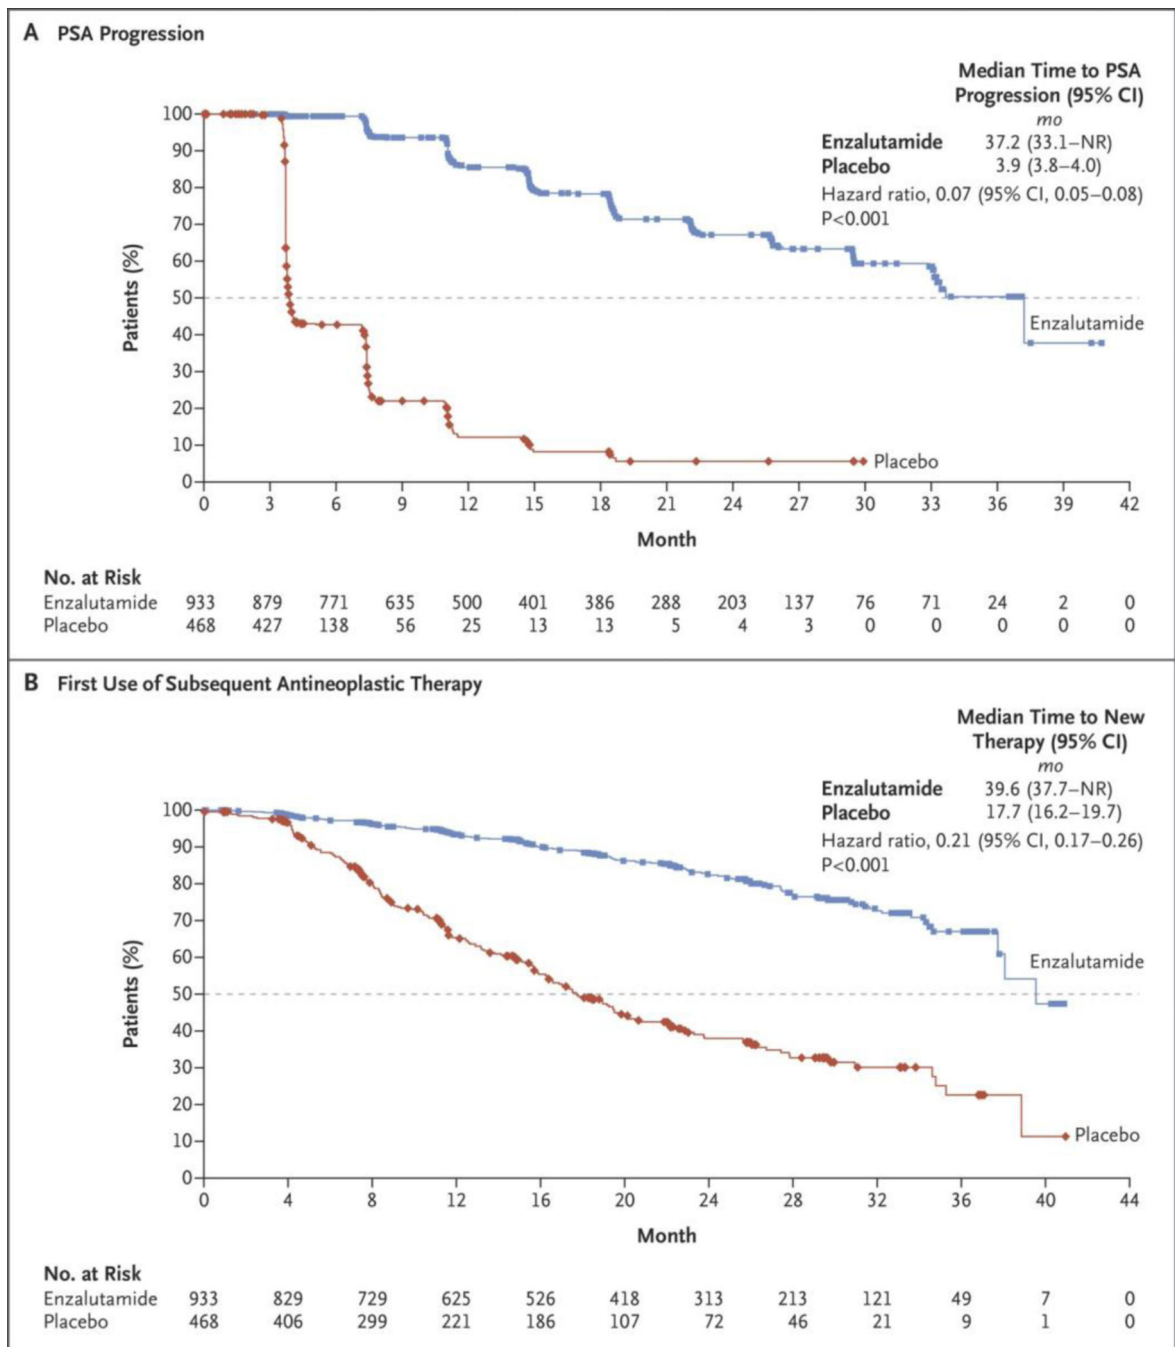 A PSA Progression
Median Time to PSA
Progression (95% CI)
mo
Enzalutamide 37.2 (33.1–NR)
Placebo 3.9 (3.8–4.0)
Hazard ratio, 0.07 (95% CI, 0.05–0.08)
P<0.001
100
90
80
70
60
50
40
30
20
10
0
Patients (%)
Enzalutamide
Placebo
0 3 6 9 12 15 18 21 24 27 30 33 36 39 42
Month
No. at Risk
Enzalutamide 933 879 771 635 500 401 386 288 203 137 76 71 24 2 0
Placebo 468 427 138 56 25 13 13 5 4 3 0 0 0 0 0
B First Use of Subsequent Antineoplastic Therapy
Median Time to New
Therapy (95% CI)
mo
Enzalutamide 39.6 (37.7–NR)
Placebo 17.7 (16.2–19.7)
Hazard ratio, 0.21 (95% CI, 0.17–0.26)
P<0.001
100
90
80
70
60
50
40
30
20
10
0
Patients (%)
Enzalutamide
Placebo
0 4 8 12 16 20 24 28 32 36 40 44
Month
No. at Risk
Enzalutamide 933 829 729 625 526 418 313 213 121 49 7 0
Placebo 468 406 299 221 186 107 72 46 21 9 1 0